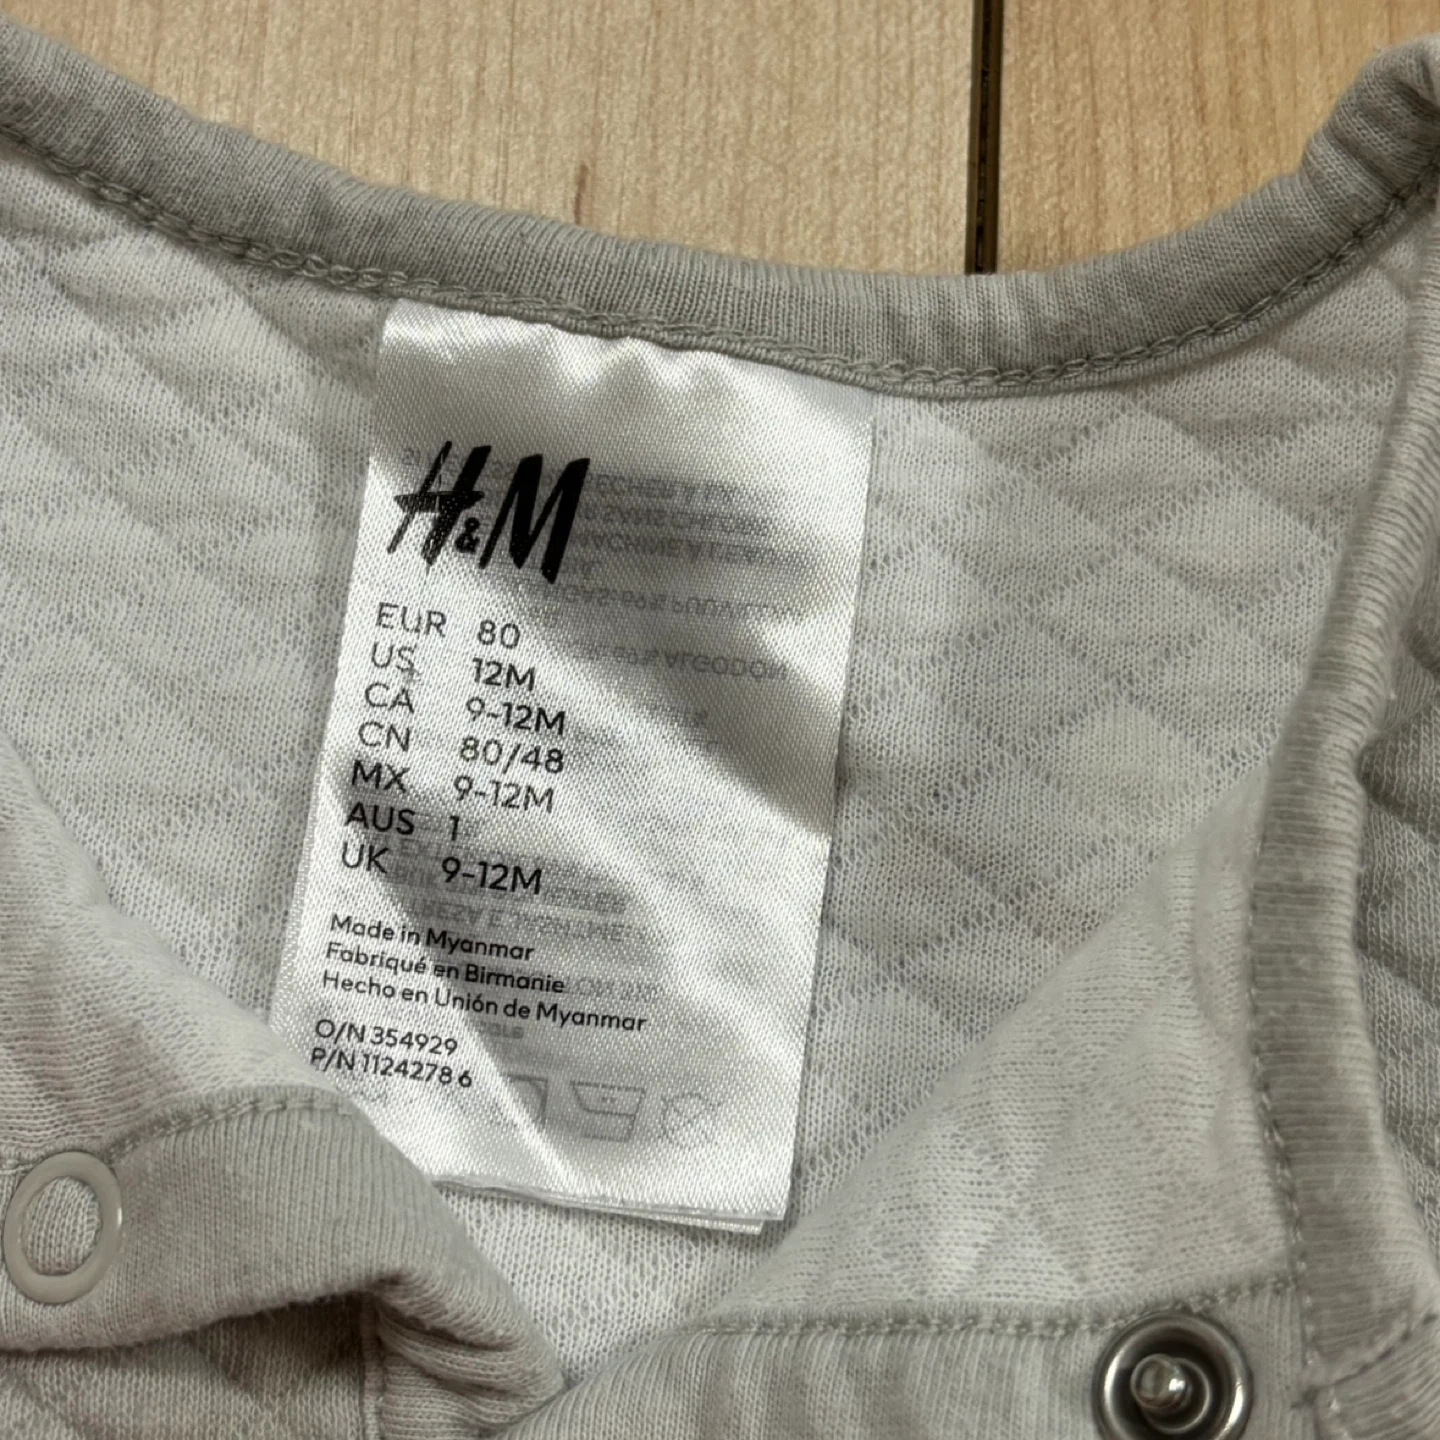 H&M
EUR 80
US 12M
CA 9-12M
CN 80/48
MX 9-12M
AUS 1
UK 9-12M
Made in Myanmar
Fabriqué en Birmanie
Hecho en Unión de Myanmar
O/N 354929
P/N 1124278 6